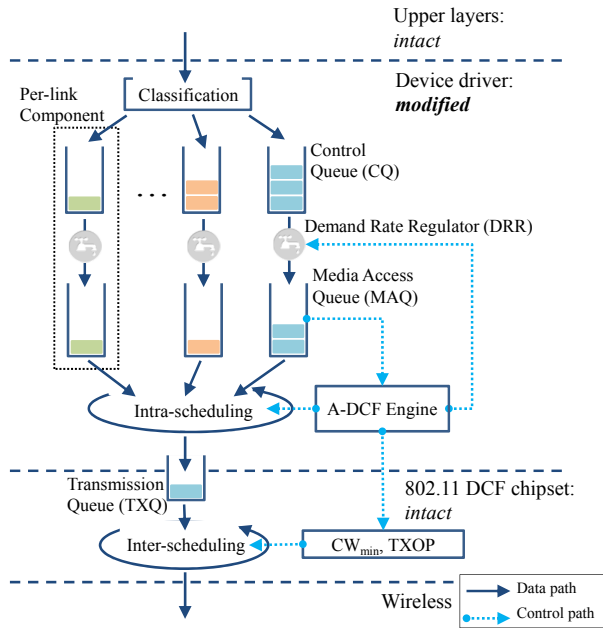 Upper layers:
intact
Device driver:
modified
Per-link
Component
Classification
Control
Queue (CQ)
. . .
Demand Rate Regulator (DRR)
Media Access
Queue (MAQ)
Intra-scheduling
A-DCF Engine
Transmission
Queue (TXQ)
802.11 DCF chipset:
intact
Inter-scheduling
CWmin, TXOP
Wireless
Data path
Control path